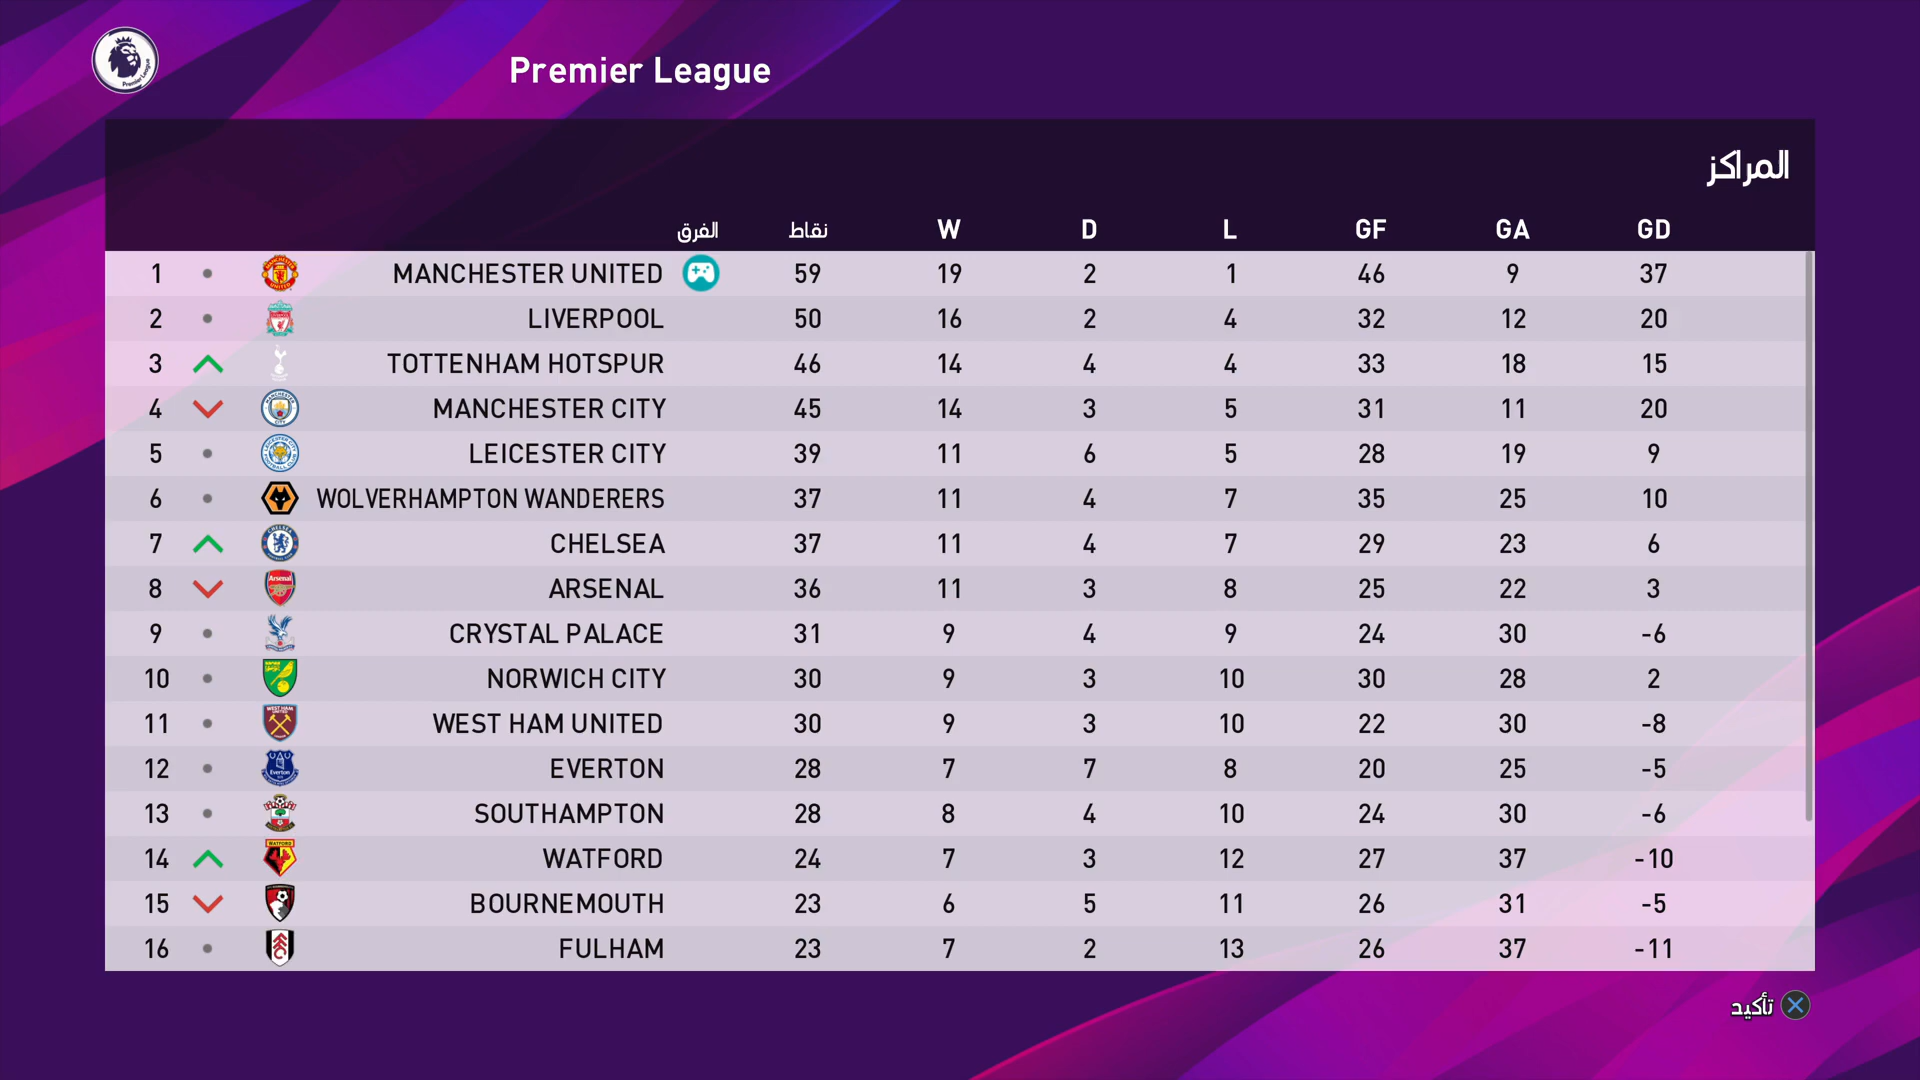 Premier League
المراكز
الفرق نقاط W D L GF GA GD
1 MANCHESTER UNITED 59 19 2 1 46 9 37
2 LIVERPOOL 50 16 2 4 32 12 20
3 TOTTENHAM HOTSPUR 46 14 4 4 33 18 15
4 MANCHESTER CITY 45 14 3 5 31 11 20
5 LEICESTER CITY 39 11 6 5 28 19 9
6 WOLVERHAMPTON WANDERERS 37 11 4 7 35 25 10
7 CHELSEA 37 11 4 7 29 23 6
8 ARSENAL 36 11 3 8 25 22 3
9 CRYSTAL PALACE 31 9 4 9 24 30 -6
10 NORWICH CITY 30 9 3 10 30 28 2
11 WEST HAM UNITED 30 9 3 10 22 30 -8
12 EVERTON 28 7 7 8 20 25 -5
13 SOUTHAMPTON 28 8 4 10 24 30 -6
14 WATFORD 24 7 3 12 27 37 -10
15 BOURNEMOUTH 23 6 5 11 26 31 -5
16 FULHAM 23 7 2 13 26 37 -11
تأكيد